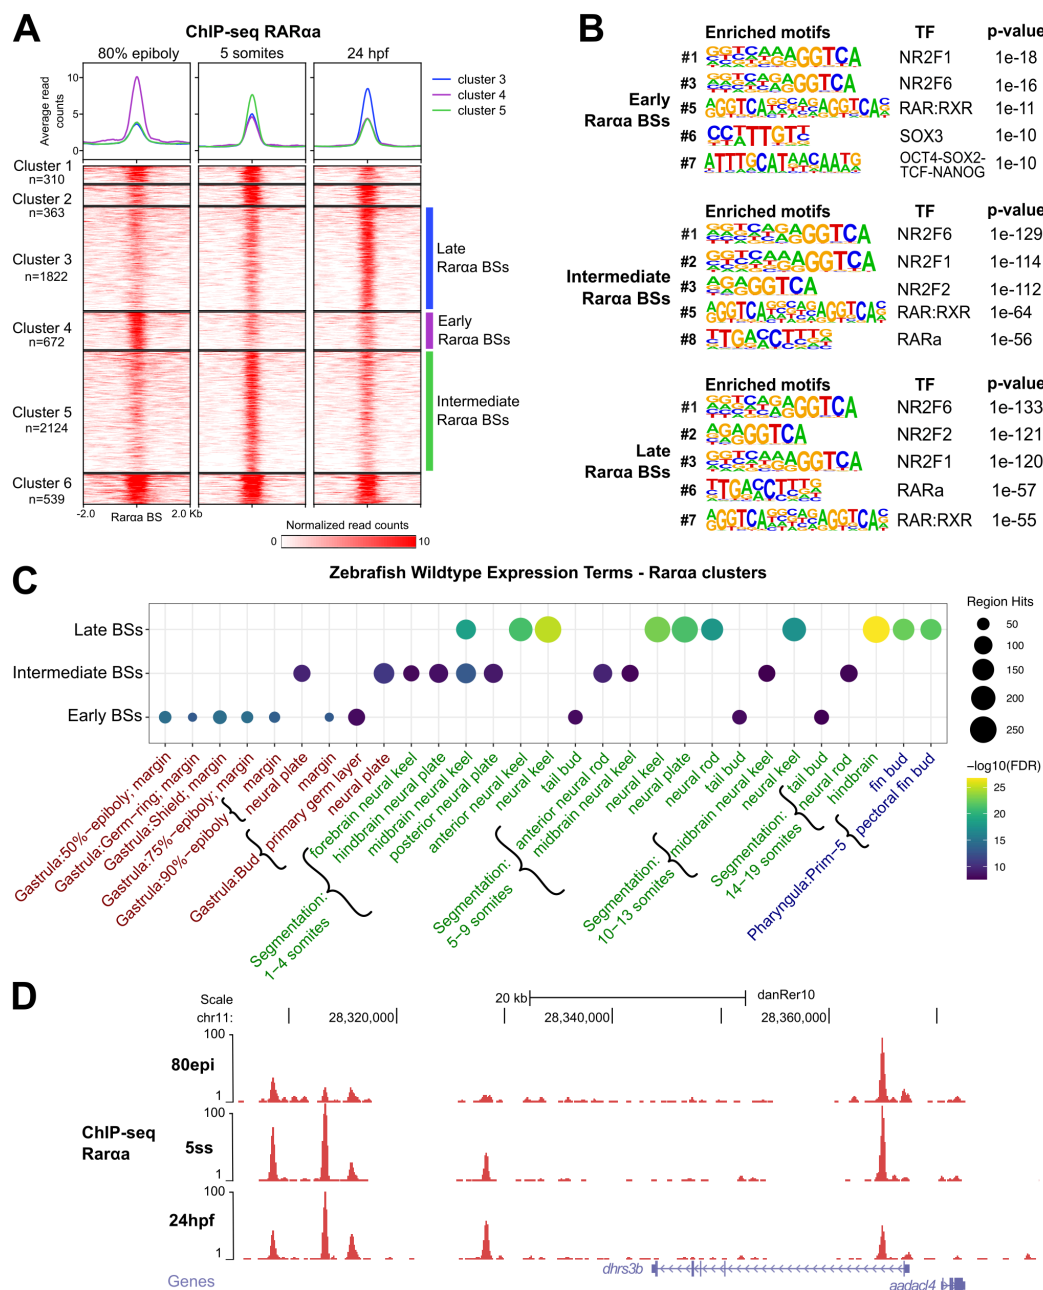 A
ChIP-seq RARαa
80% epiboly
5 somites
24 hpf
Average read
counts
10
5
0
cluster 3
cluster 4
cluster 5
Cluster 1
n=310
Cluster 2
n=363
Cluster 3
n=1822
Cluster 4
n=672
Cluster 5
n=2124
Cluster 6
n=539
Late
Rarαa BSs
Early
Rarαa BSs
Intermediate
Rarαa BSs
-2.0
Rarαa BS
2.0 Kb
Normalized read counts
0
10
B
Enriched motifs
TF
p-value
Early
Rarαa BSs
#1
NR2F1
1e-18
#3
NR2F6
1e-16
#5
RAR:RXR
1e-11
#6
SOX3
1e-10
#7
OCT4-SOX2-
TCF-NANOG
1e-10
Enriched motifs
TF
p-value
Intermediate
Rarαa BSs
#1
NR2F6
1e-129
#2
NR2F1
1e-114
#3
NR2F2
1e-112
#5
RAR:RXR
1e-64
#8
RARa
1e-56
Enriched motifs
TF
p-value
Late
Rarαa BSs
#1
NR2F6
1e-133
#2
NR2F2
1e-121
#3
NR2F1
1e-120
#6
RARa
1e-57
#7
RAR:RXR
1e-55
C
Zebrafish Wildtype Expression Terms - Rarαa clusters
Late BSs
Intermediate BSs
Early BSs
Gastrula:50%−epiboly; margin
Gastrula:Germ−ring; margin
Gastrula:Shield; margin
Gastrula:75%−epiboly; margin
Gastrula:90%−epiboly
margin
neural plate
Gastrula:Bud
margin
primary germ layer
neural plate
Segmentation:
1−4 somites
forebrain neural keel
hindbrain neural plate
midbrain neural keel
posterior neural plate
anterior neural keel
neural keel
tail bud
Segmentation:
5−9 somites
anterior neural rod
midbrain neural keel
neural keel
neural plate
neural rod
tail bud
Segmentation:
10−13 somites
midbrain neural keel
neural keel
tail bud
Segmentation:
14−19 somites
neural rod
hindbrain
Pharyngula:Prim−5
fin bud
pectoral fin bud
Region Hits
50
100
150
200
250
−log10(FDR)
25
20
15
10
D
Scale
20 kb
danRer10
chr11:
28,320,000
28,340,000
28,360,000
ChIP-seq
Rarαa
100
80epi
1
100
5ss
1
100
24hpf
1
Genes
dhrs3b
aadacl4